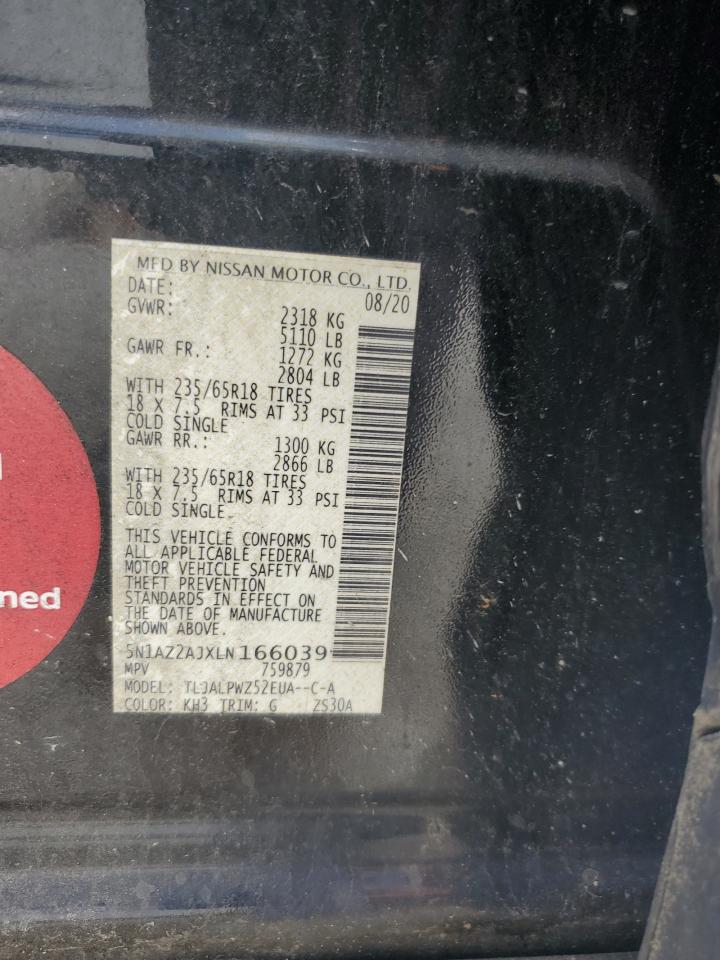 MFD BY NISSAN MOTOR CO., LTD.
DATE: 08/20
GVWR: 2318 KG
5110 LB
GAWR FR.: 1272 KG
2804 LB
WITH 235/65R18 TIRES
18 X 7.5 RIMS AT 33 PSI
COLD SINGLE
GAWR RR.: 1300 KG
2866 LB
WITH 235/65R18 TIRES
18 X 7.5 RIMS AT 33 PSI
COLD SINGLE
THIS VEHICLE CONFORMS TO
ALL APPLICABLE FEDERAL
MOTOR VEHICLE SAFETY AND
THEFT PREVENTION
STANDARDS IN EFFECT ON
THE DATE OF MANUFACTURE
SHOWN ABOVE.
5N1AZ2AJXLN166039
MPV 759879
MODEL: TLJALPWZ52EUA--C-A
COLOR: KH3 TRIM: G ZS30A
ned